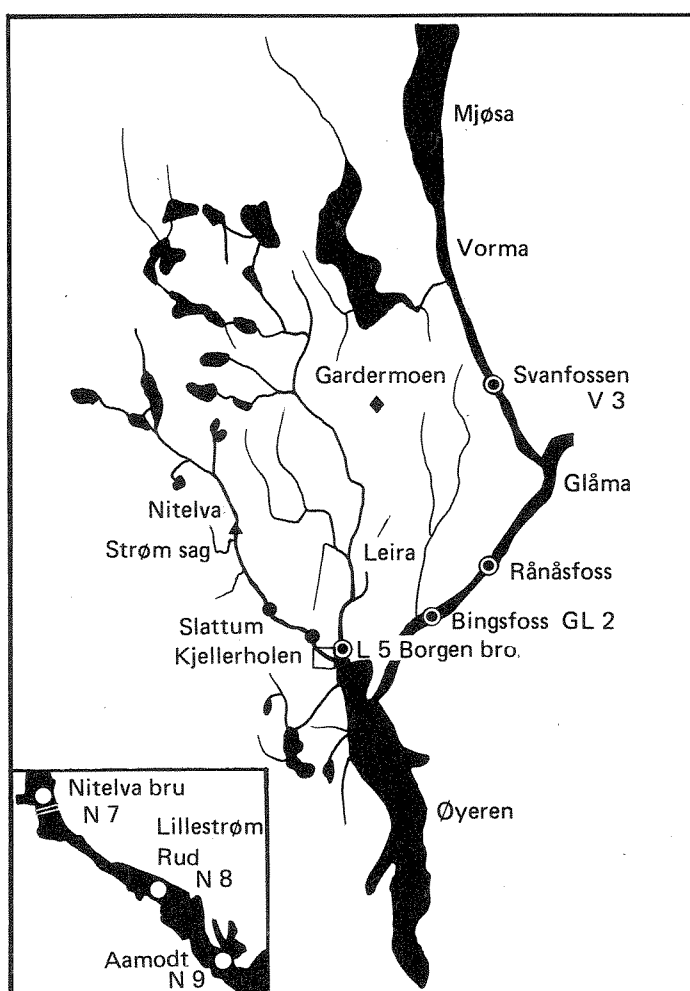 Mjøsa
Vorma
Gardermoen
Svanfossen
V 3
Glåma
Nitelva
Strøm sag
Leira
Rånåsfoss
Slattum
Bingsfoss GL 2
Kjellerholen
L 5 Borgen bro.
Øyeren
Nitelva bru
N 7
Lillestrøm
Rud
N 8
Aamodt
N 9